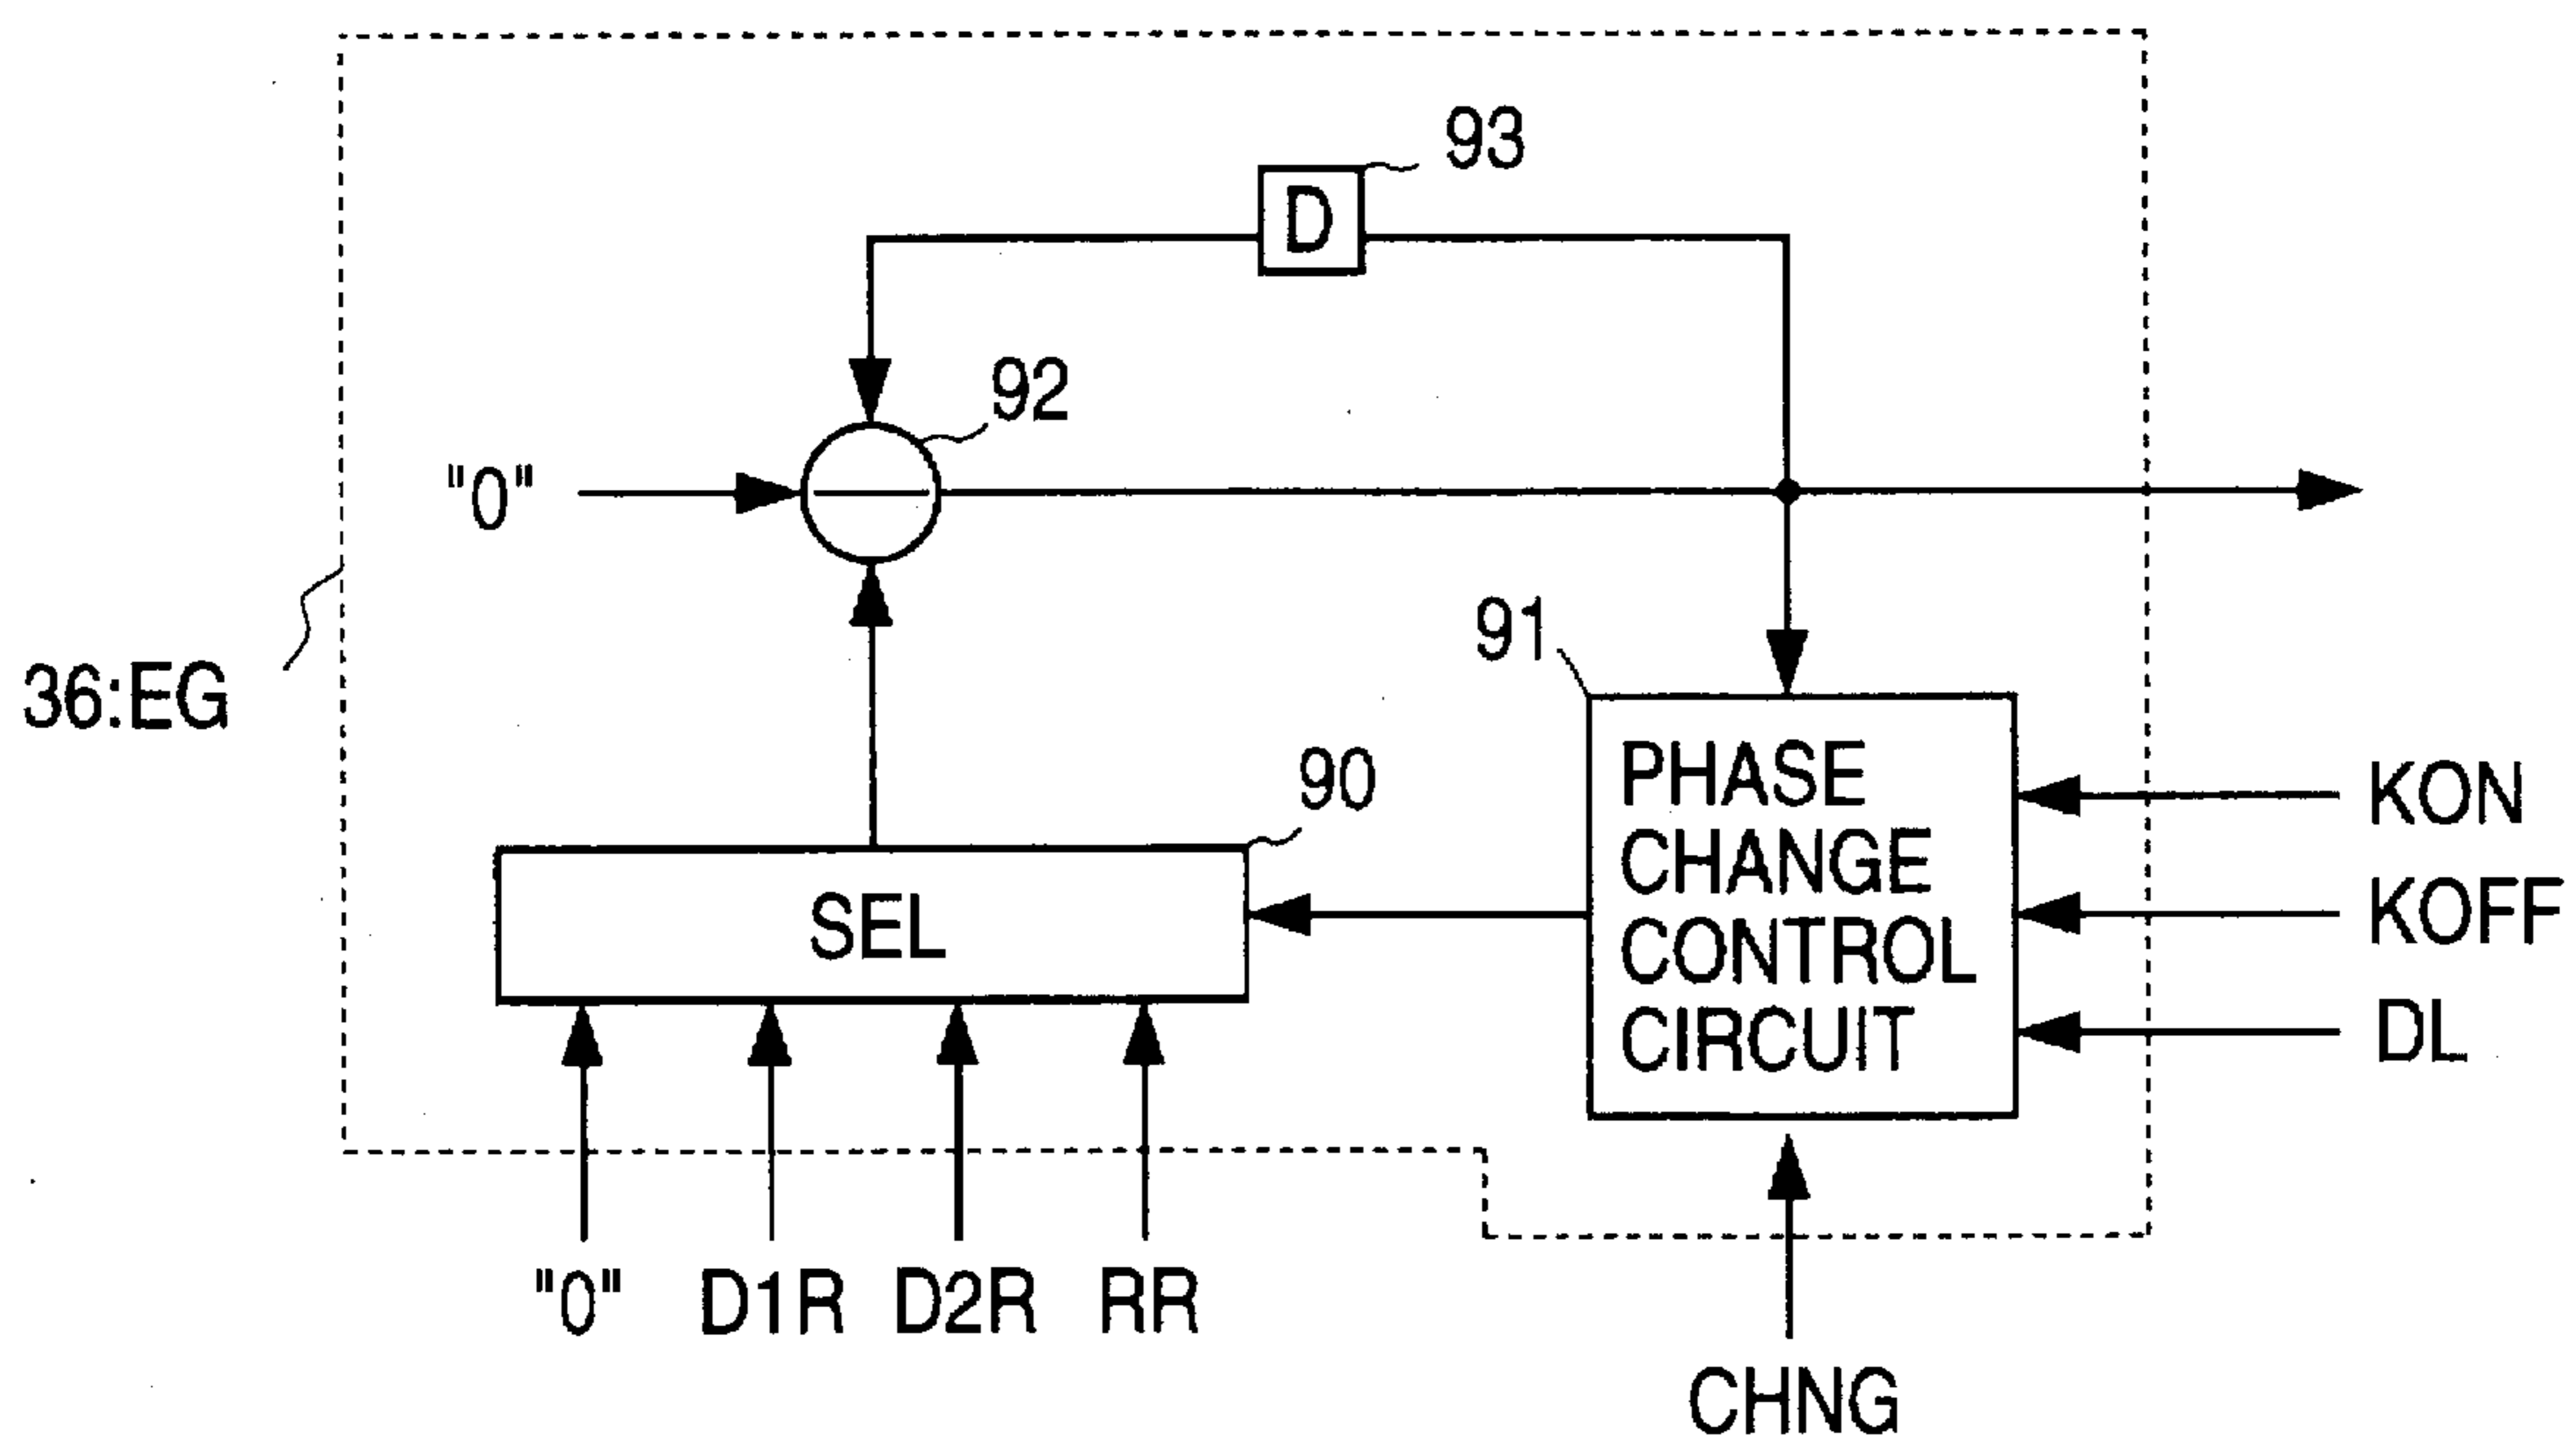 93
D
92
"0"
91
36:EG
90
PHASE
CHANGE
CONTROL
CIRCUIT
KON
KOFF
DL
SEL
"0" D1R D2R RR
CHNG